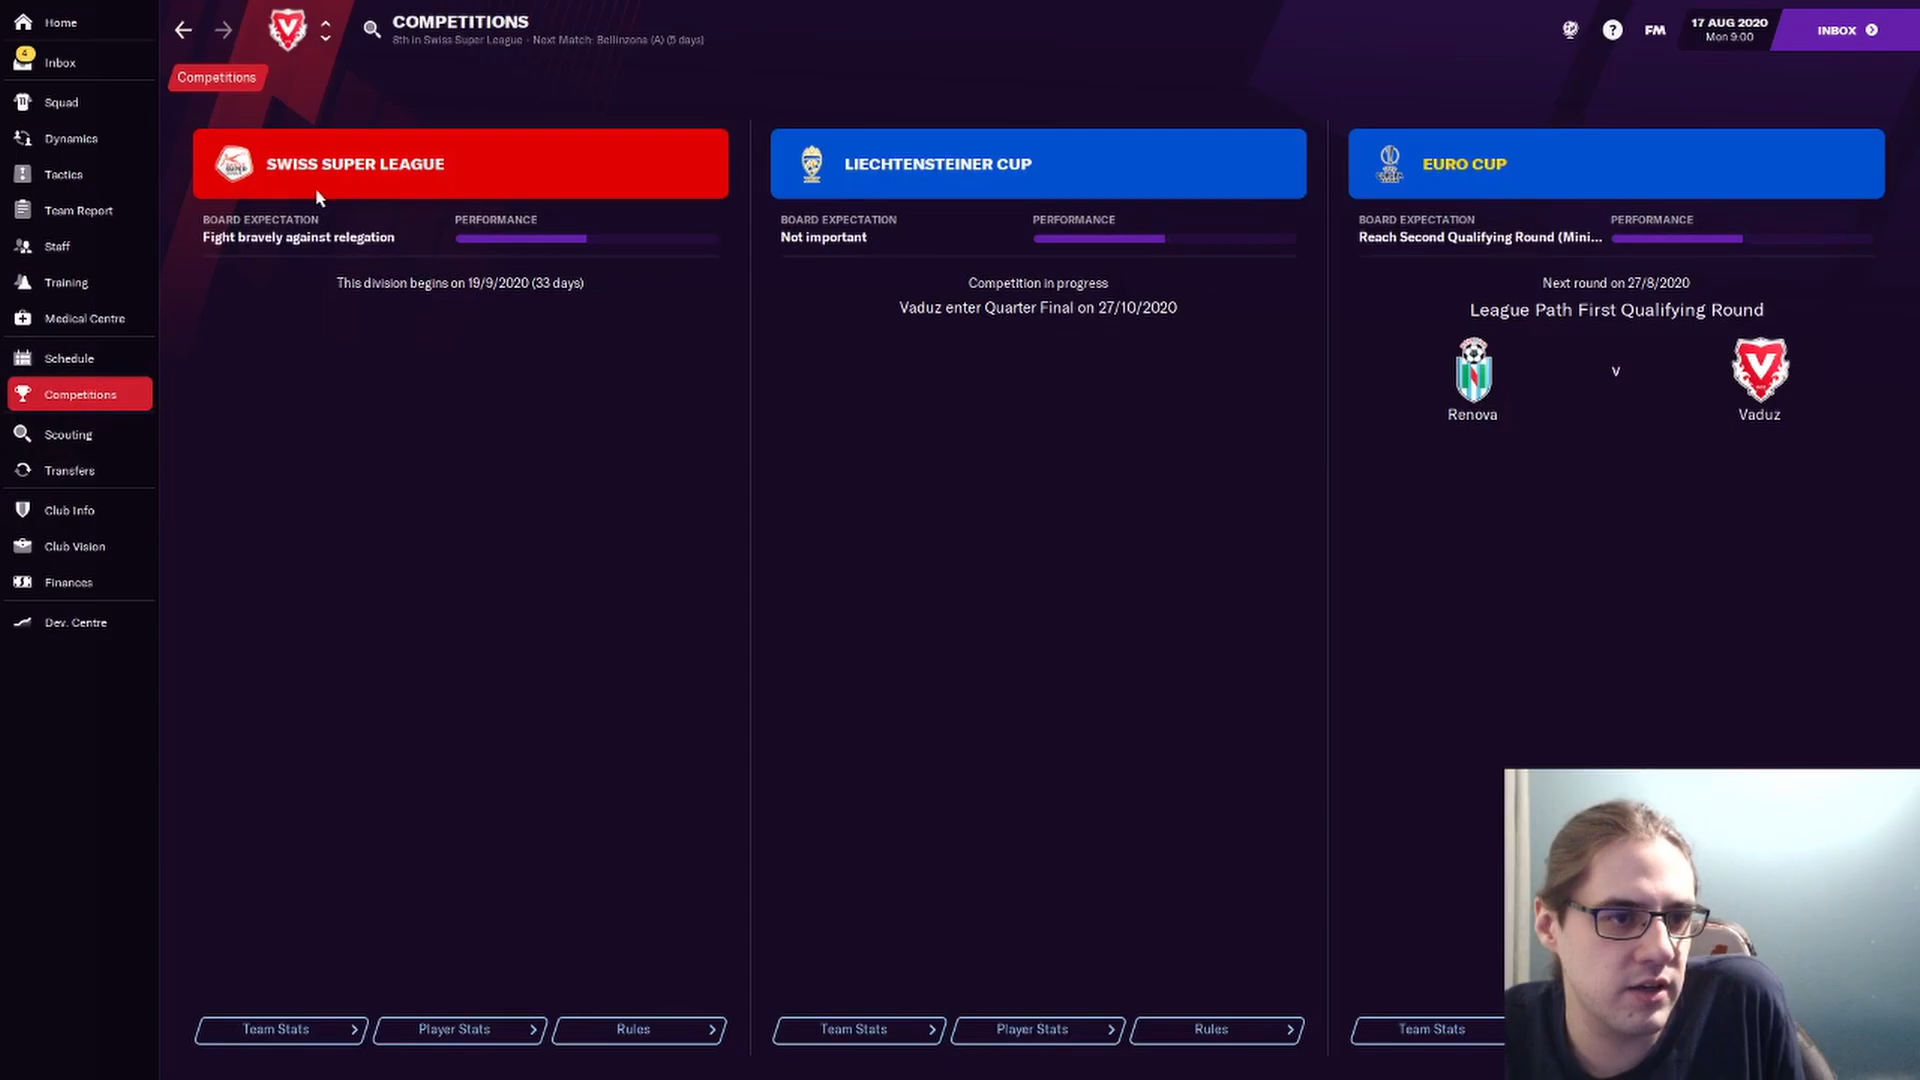 Home
4
Inbox
Squad
Dynamics
Tactics
Team Report
Staff
Training
Medical Centre
Schedule
Competitions
Scouting
Transfers
Club Info
Club Vision
Finances
Dev. Centre
COMPETITIONS
8th in Swiss Super League - Next Match: Bellinzona (A) (5 days)
FM
17 AUG 2020
Mon 9:00
INBOX
Competitions
SWISS SUPER LEAGUE
BOARD EXPECTATION
PERFORMANCE
Fight bravely against relegation
This division begins on 19/9/2020 (33 days)
Team Stats
Player Stats
Rules
LIECHTENSTEINER CUP
BOARD EXPECTATION
PERFORMANCE
Not important
Competition in progress
Vaduz enter Quarter Final on 27/10/2020
Team Stats
Player Stats
Rules
EURO CUP
BOARD EXPECTATION
PERFORMANCE
Reach Second Qualifying Round (Mini...
Next round on 27/8/2020
League Path First Qualifying Round
V
v
Renova
Vaduz
Team Stats